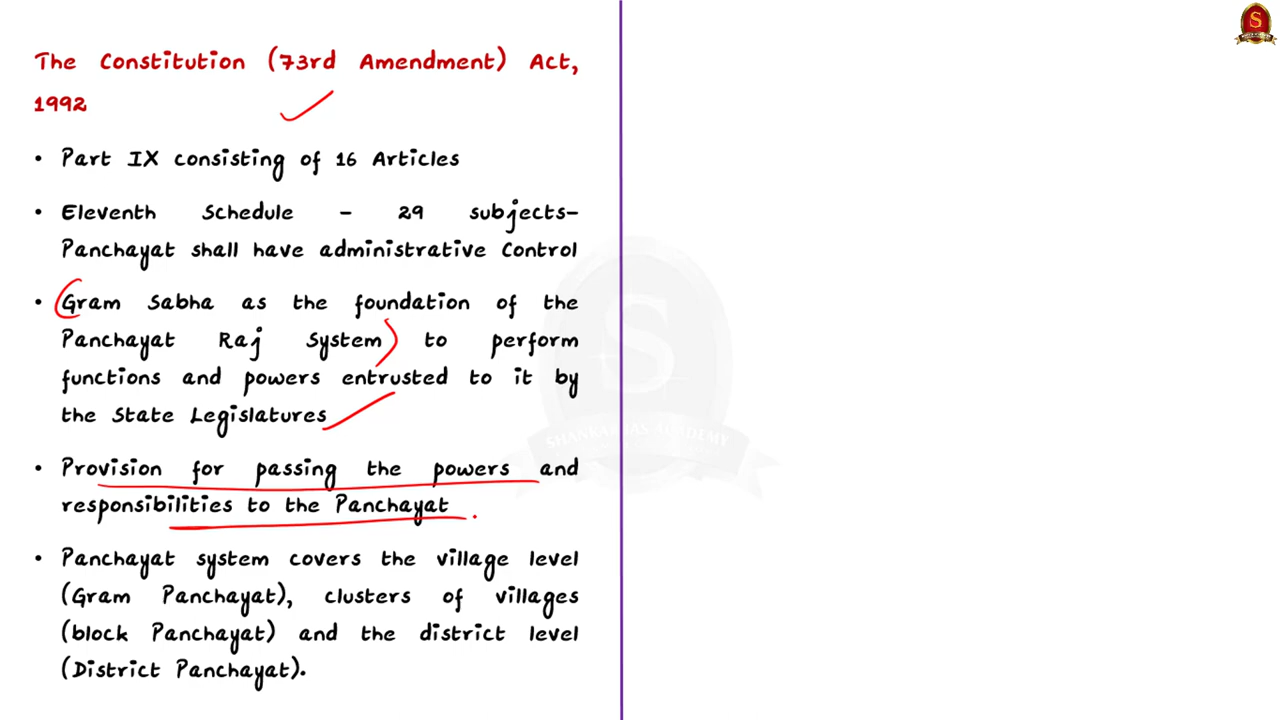 The Constitution (73rd Amendment) Act,
1992
• Part IX consisting of 16 Articles
• Eleventh Schedule - 29 subjects-
Panchayat shall have administrative Control
• Gram Sabha as the foundation of the
Panchayat Raj System to perform
functions and powers entrusted to it by
the State Legislatures
• Provision for passing the powers and
responsibilities to the Panchayat
• Panchayat system covers the village level
(Gram Panchayat), clusters of villages
(block Panchayat) and the district level
(District Panchayat).
S
S
SHANKAR IAS ACADEMY